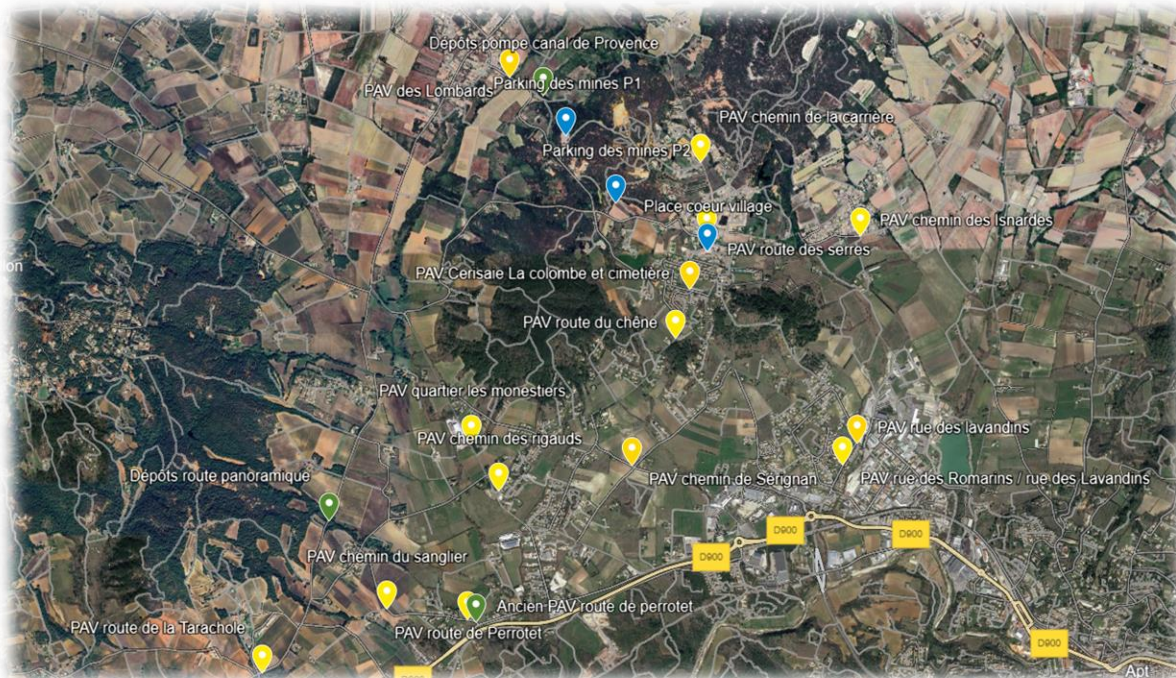 Dépôts pompe canal de Provence
Parking des mines P1
PAV des Lombards
PAV chemin de la carrière
Parking des mines P2
Place coeur village
PAV chemin des Isnardes
PAV route des serres
PAV Cerisaie La colombe et cimetière
PAV route du chêne
PAV quartier les monestiers
PAV rue des lavandins
PAV chemin des rigauds
Dépôts route panoramique
PAV chemin de Sérignan
PAV rue des Romarins / rue des Lavandins
D900
D900
D900
PAV chemin du sanglier
Ancien PAV route de perrotet
PAV route de la Tarachole
PAV route de Perrotet
D900
Apt